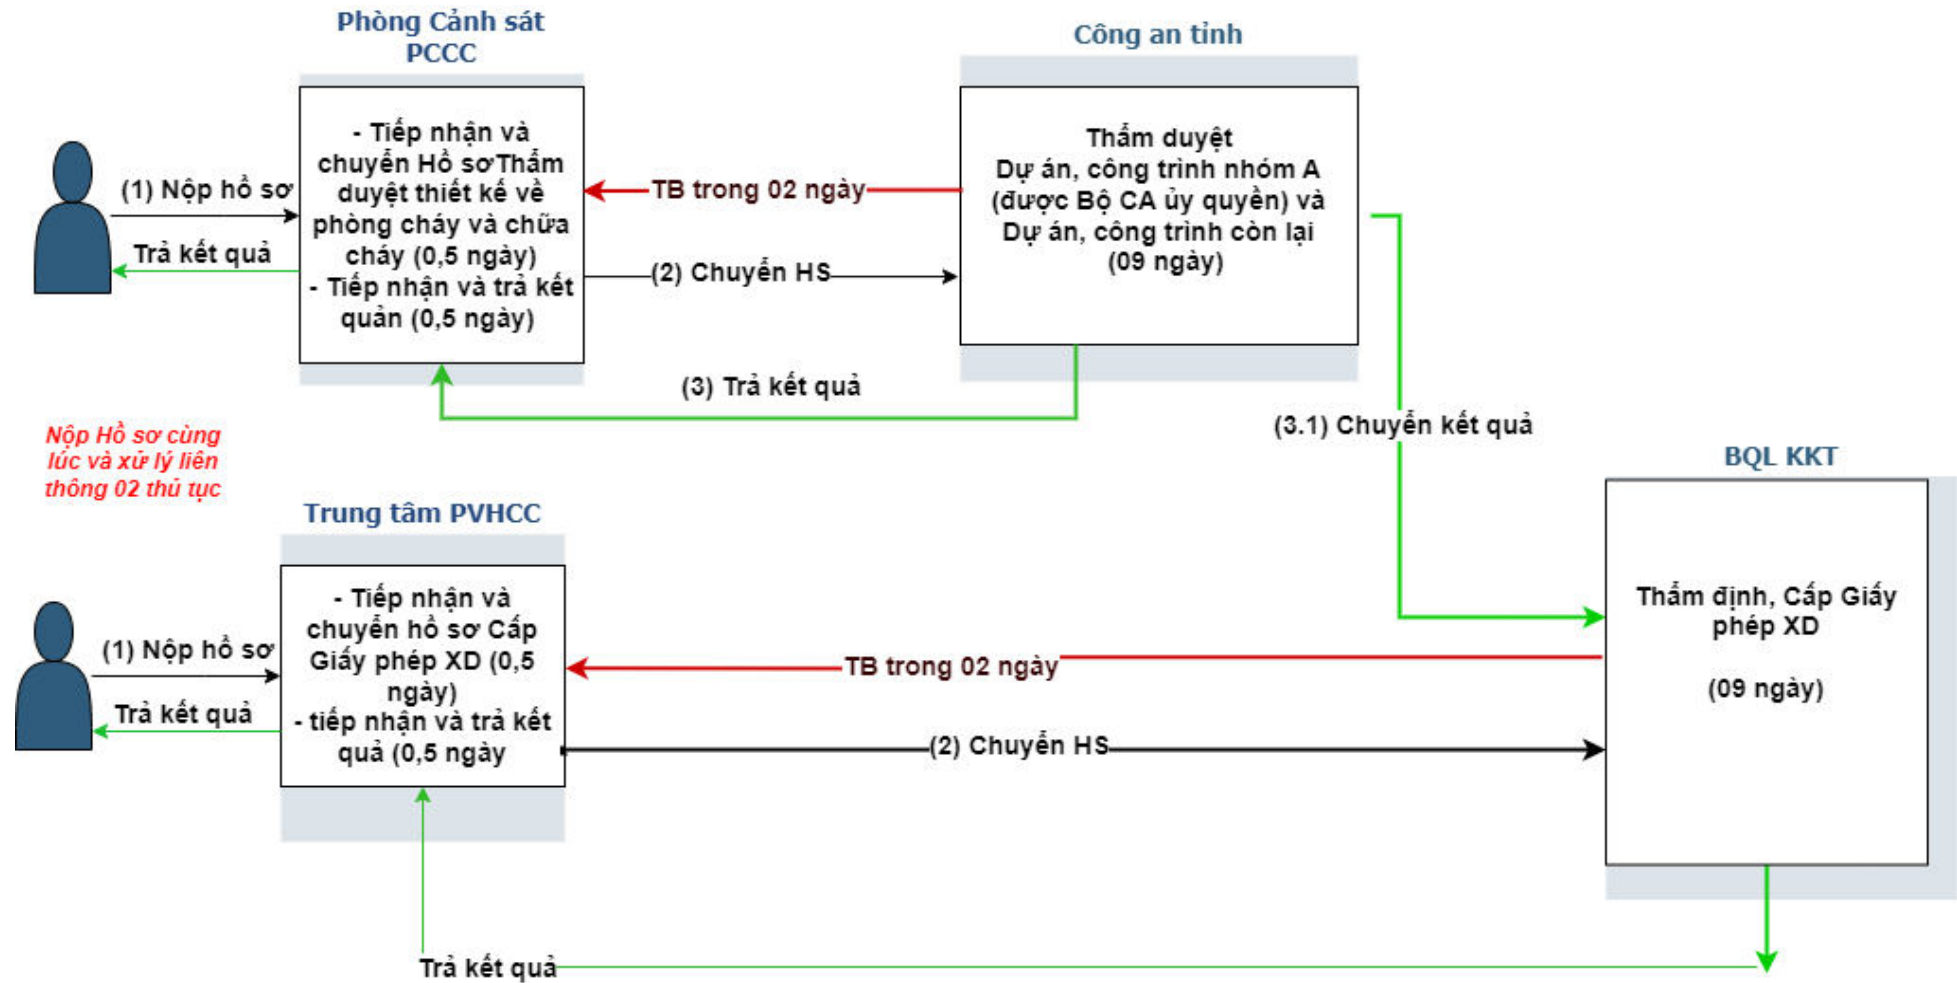 Phòng Cảnh sát
PCCC
Công an tỉnh
- Tiếp nhận và
chuyển Hồ sơThẩm
duyệt thiết kế về
phòng cháy và chữa
cháy (0,5 ngày)
- Tiếp nhận và trả kết
quản (0,5 ngày)
Thẩm duyệt
Dự án, công trình nhóm A
(được Bộ CA ủy quyền) và
Dự án, công trình còn lại
(09 ngày)
(1) Nộp hồ sơ
Trả kết quả
TB trong 02 ngày
(2) Chuyển HS
(3) Trả kết quả
(3.1) Chuyển kết quả
Nộp Hồ sơ cùng
lúc và xử lý liên
thông 02 thủ tục
BQL KKT
Trung tâm PVHCC
- Tiếp nhận và
chuyển hồ sơ Cấp
Giấy phép XD (0,5
ngày)
- tiếp nhận và trả kết
quả (0,5 ngày
Thẩm định, Cấp Giấy
phép XD
(09 ngày)
(1) Nộp hồ sơ
Trả kết quả
TB trong 02 ngày
(2) Chuyển HS
Trả kết quả